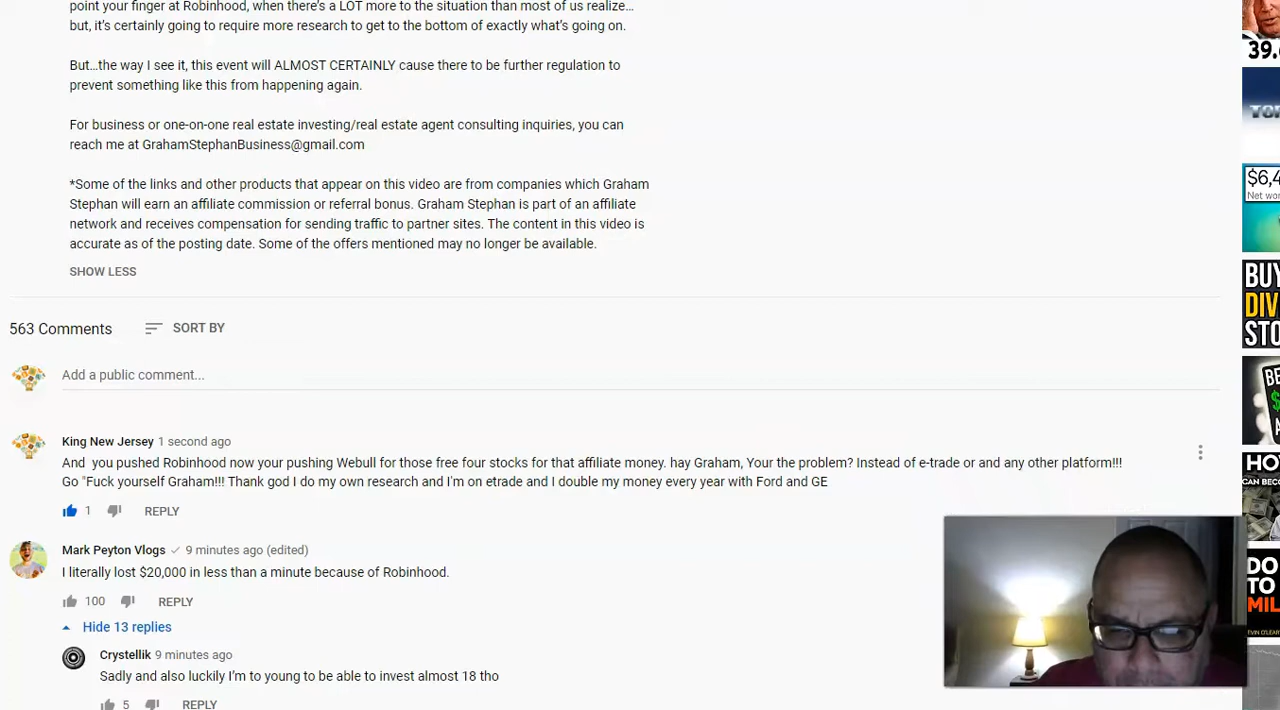 point your finger at Robinhood, when there's a LOT more to the situation than most of us realize...
but, it's certainly going to require more research to get to the bottom of exactly what's going on.
But...the way I see it, this event will ALMOST CERTAINLY cause there to be further regulation to
prevent something like this from happening again.
For business or one-on-one real estate investing/real estate agent consulting inquiries, you can
reach me at GrahamStephanBusiness@gmail.com
*Some of the links and other products that appear on this video are from companies which Graham
Stephan will earn an affiliate commission or referral bonus. Graham Stephan is part of an affiliate
network and receives compensation for sending traffic to partner sites. The content in this video is
accurate as of the posting date. Some of the offers mentioned may no longer be available.
SHOW LESS
563 Comments SORT BY
Add a public comment...
King New Jersey 1 second ago
And you pushed Robinhood now your pushing Webull for those free four stocks for that affiliate money. hay Graham, Your the problem? Instead of e-trade or and any other platform!!!
Go "Fuck yourself Graham!!! Thank god I do my own research and I'm on etrade and I double my money every year with Ford and GE
1 REPLY
Mark Peyton Vlogs 9 minutes ago (edited)
I literally lost $20,000 in less than a minute because of Robinhood.
100 REPLY
Hide 13 replies
Crystellik 9 minutes ago
Sadly and also luckily I'm to young to be able to invest almost 18 tho
5 REPLY
39.
$6,4
Net wor
BUY
DIV
STO
BE
HO
CAN BECO
DO
TO
MIL
EVIN O'LEAR